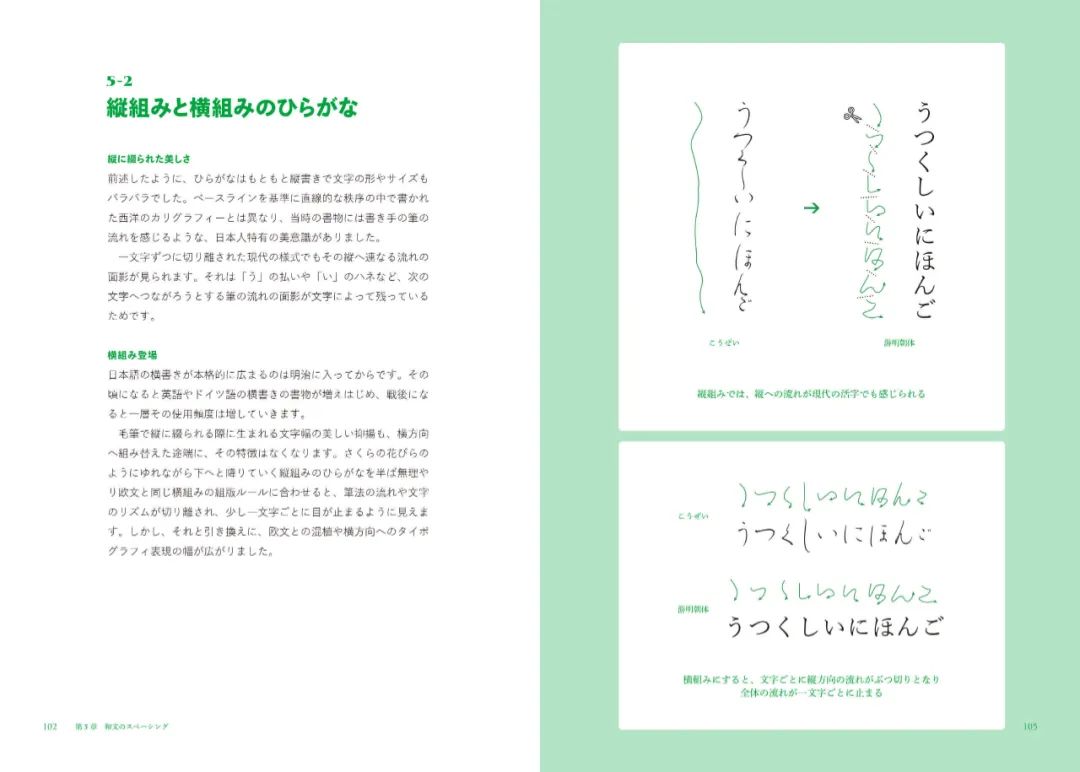 5-2
縦組みと横組みのひらがな
縦に綴られた美しさ
前述したように、ひらがなはもともと縦書きで文字の形やサイズも
バラバラでした。ベースラインを基準に直線的な秩序の中で書かれ
た西洋のカリグラフィーとは異なり、当時の書物には書き手の筆の
流れを感じるような、日本人特有の美意識がありました。
　一文字ずつに切り離された現代の様式でもその縦へ連なる流れの
面影が見られます。それは「う」の払いや「い」のハネなど、次の
文字へつながろうとする筆の流れの面影が文字によって残っている
ためです。
横組み登場
日本語の横書きが本格的に広まるのは明治に入ってからです。その
頃になると英語やドイツ語の横書きの書物が増えはじめ、戦後にな
ると一層その使用頻度は増していきます。
　毛筆で縦に綴られる際に生まれる文字幅の美しい抑揚も、横方向
へ組み替えた途端に、その特徴はなくなります。さくらの花びらの
ようにゆれながら下へと降りていく縦組みのひらがなを半ば無理や
り欧文と同じ横組みの組版ルールに合わせると、筆法の流れや文字
のリズムが切り離され、少し一文字ごとに目が止まるように見えま
す。しかし、それと引き換えに、欧文との混植や横方向へのタイポ
グラフィ表現の幅が広がりました。
102　第3章　和文のスペーシング
うつくしいにほんご
こうぜい
→
うつくしいにほんご
游明朝体
縦組みでは、縦への流れが現代の活字でも感じられる
こうぜい
うつくしいにほんご
游明朝体
うつくしいにほんご
横組みにすると、文字ごとに縦方向の流れがぶつ切りとなり
全体の流れが一文字ごとに止まる
105